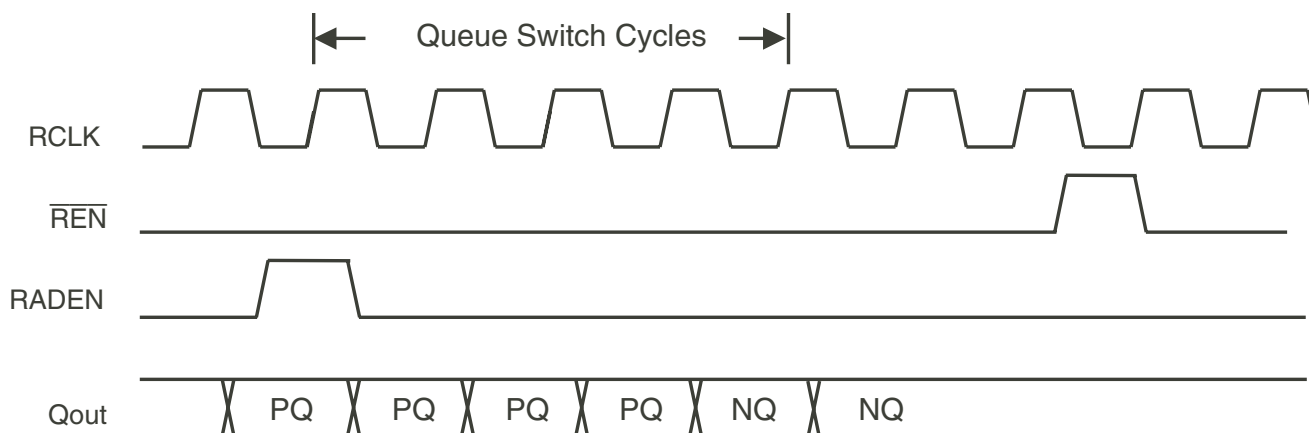 Queue Switch Cycles
RCLK
REN
RADEN
Qout PQ PQ PQ PQ NQ NQ